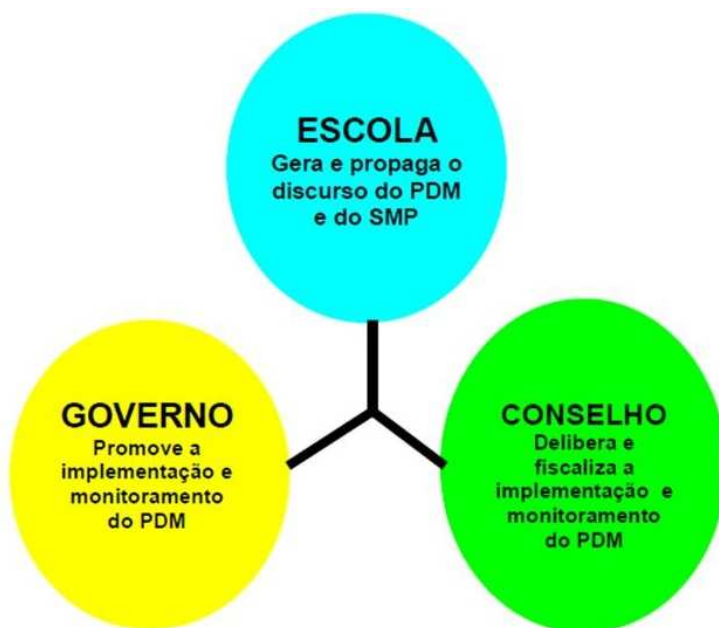 ESCOLA
Gera e propaga o
discurso do PDM
e do SMP
GOVERNO
Promove a
implementação e
monitoramento
do PDM
CONSELHO
Delibera e
fiscaliza a
implementação e
monitoramento
do PDM